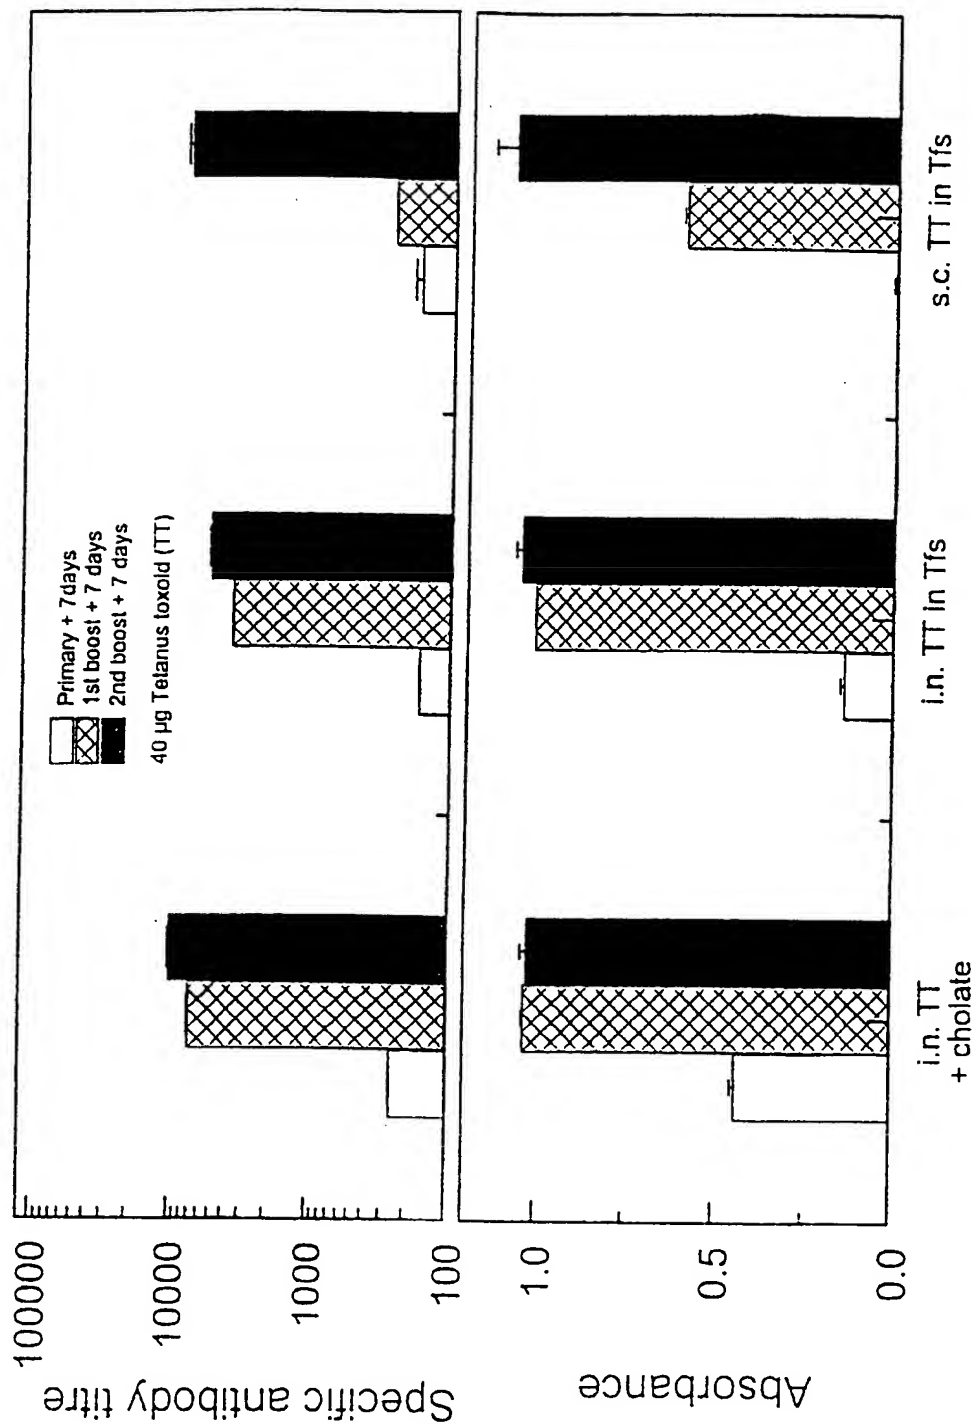 Specific antibody titre
100000
10000
1000
100
Primary + 7days
1st boost + 7 days
2nd boost + 7 days
40 µg Tetanus toxoid (TT)
Absorbance
1.0
0.5
0.0
i.n. TT
+ cholate
i.n. TT in Tfs
s.c. TT in Tfs